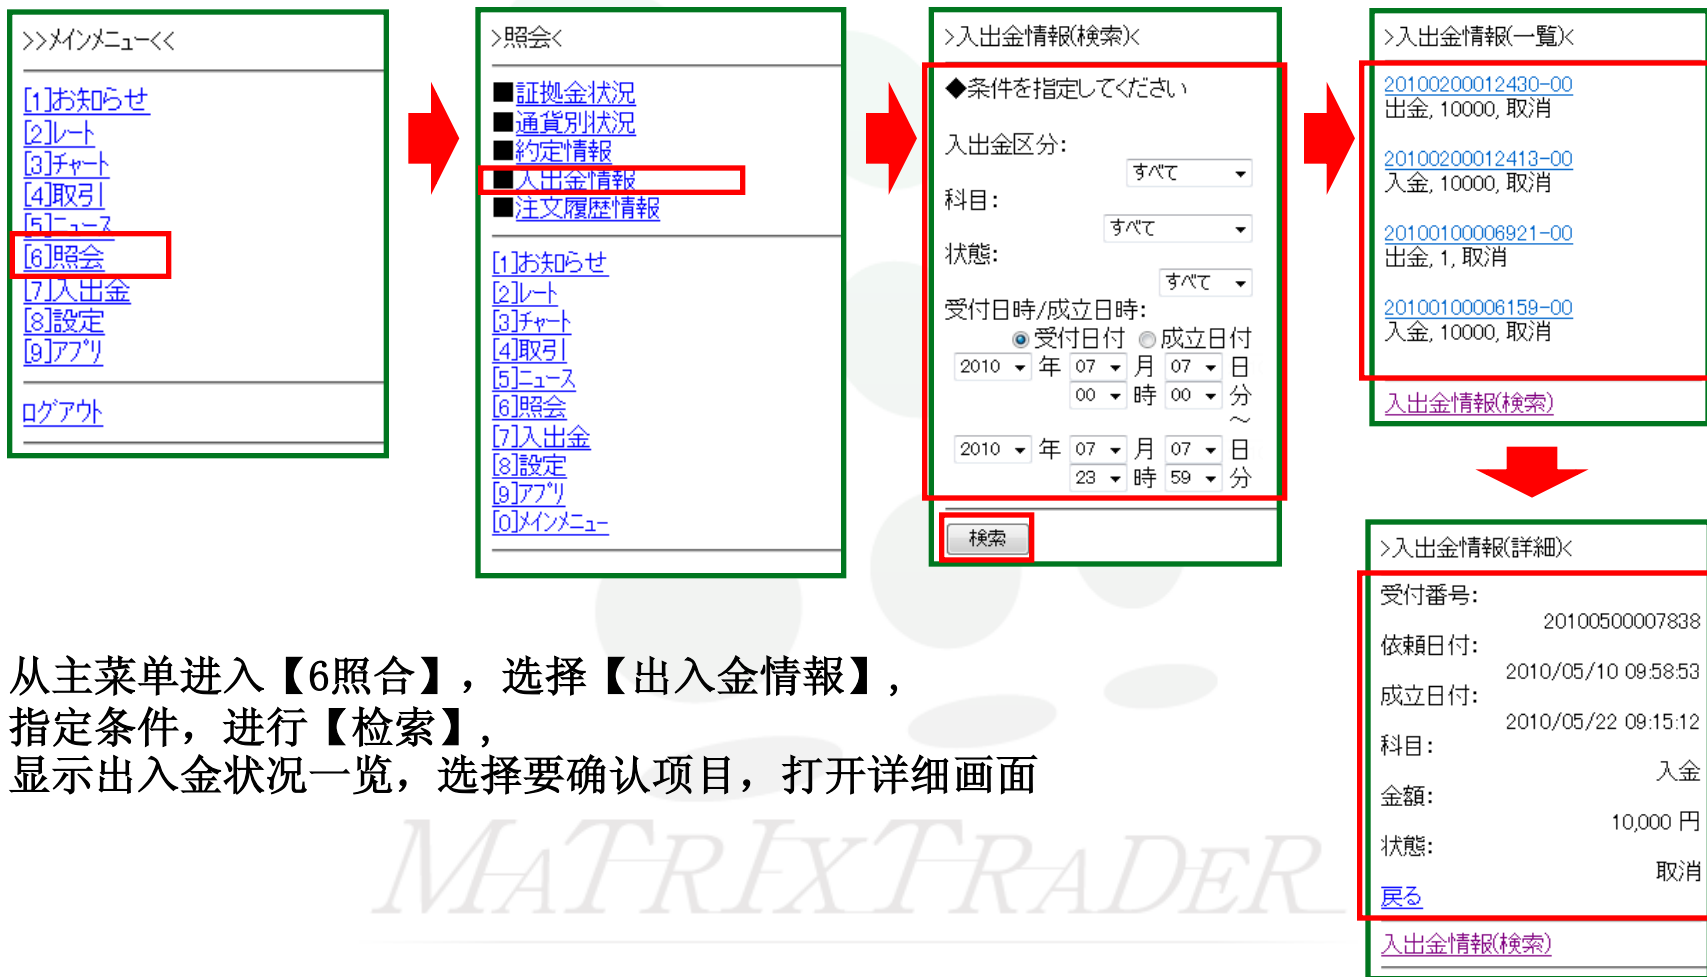 >>ﾒｲﾝﾒﾆｭｰ<<
[1]お知らせ
[2]ﾚｰﾄ
[3]ﾁｬｰﾄ
[4]取引
[5]ﾆｭｰｽ
[6]照会
[7]入出金
[8]設定
[9]ｱﾌﾟﾘ
ﾛｸﾞｱｳﾄ
>照会<
■証拠金状況
■通貨別状況
■約定情報
■入出金情報
■注文履歴情報
[1]お知らせ
[2]ﾚｰﾄ
[3]ﾁｬｰﾄ
[4]取引
[5]ﾆｭｰｽ
[6]照会
[7]入出金
[8]設定
[9]ｱﾌﾟﾘ
[0]ﾒｲﾝﾒﾆｭｰ
>入出金情報(検索)<
◆条件を指定してください
入出金区分:
すべて
科目:
すべて
状態:
すべて
受付日時/成立日時:
受付日付 成立日付
2010 年 07 月 07 日
00 時 00 分
～
2010 年 07 月 07 日
23 時 59 分
検索
>入出金情報(一覧)<
20100200012430-00
出金, 10000, 取消
20100200012413-00
入金, 10000, 取消
20100100006921-00
出金, 1, 取消
20100100006159-00
入金, 10000, 取消
入出金情報(検索)
>入出金情報(詳細)<
受付番号:
20100500007838
依頼日付:
2010/05/10 09:58:53
成立日付:
2010/05/22 09:15:12
科目:
入金
金額:
10,000 円
状態:
取消
戻る
入出金情報(検索)
从主菜单进入【6照合】，选择【出入金情報】,
指定条件，进行【检索】,
显示出入金状况一览，选择要确认项目，打开详细画面
MATRIXTRADER